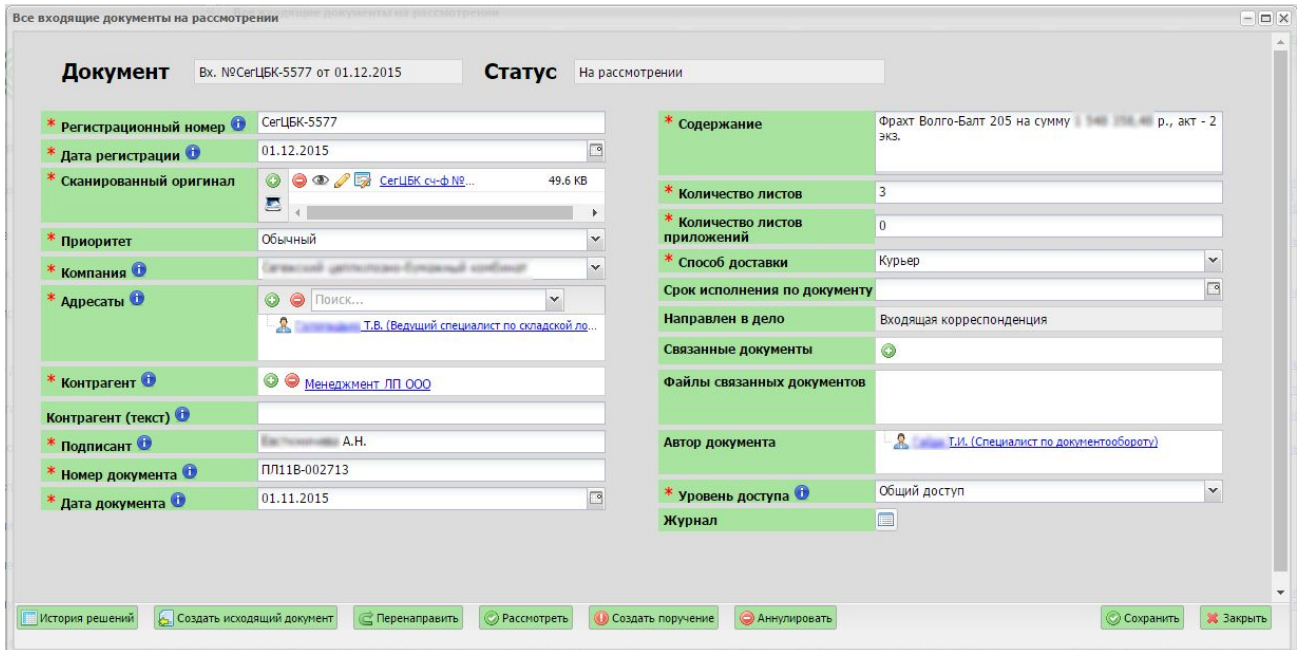 Все входящие документы на рассмотрении
Документ
Вх. №СегЦБК-5577 от 01.12.2015
Статус
На рассмотрении
* Регистрационный номер
СегЦБК-5577
* Дата регистрации
01.12.2015
* Сканированный оригинал
СегЦБК сч-ф №...
49.6 KB
* Приоритет
Обычный
* Компания
* Адресаты
Поиск...
Т.В. (Ведущий специалист по складской ло...
* Контрагент
Менеджмент ЛП ООО
Контрагент (текст)
* Подписант
А.Н.
* Номер документа
ПЛ11В-002713
* Дата документа
01.11.2015
* Содержание
Фрахт Волго-Балт 205 на сумму р., акт - 2
экз.
* Количество листов
3
* Количество листов
приложений
0
* Способ доставки
Курьер
Срок исполнения по документу
Направлен в дело
Входящая корреспонденция
Связанные документы
Файлы связанных документов
Автор документа
Т.И. (Специалист по документообороту)
* Уровень доступа
Общий доступ
Журнал
История решений
Создать исходящий документ
Перенаправить
Рассмотреть
Создать поручение
Аннулировать
Сохранить
Закрыть